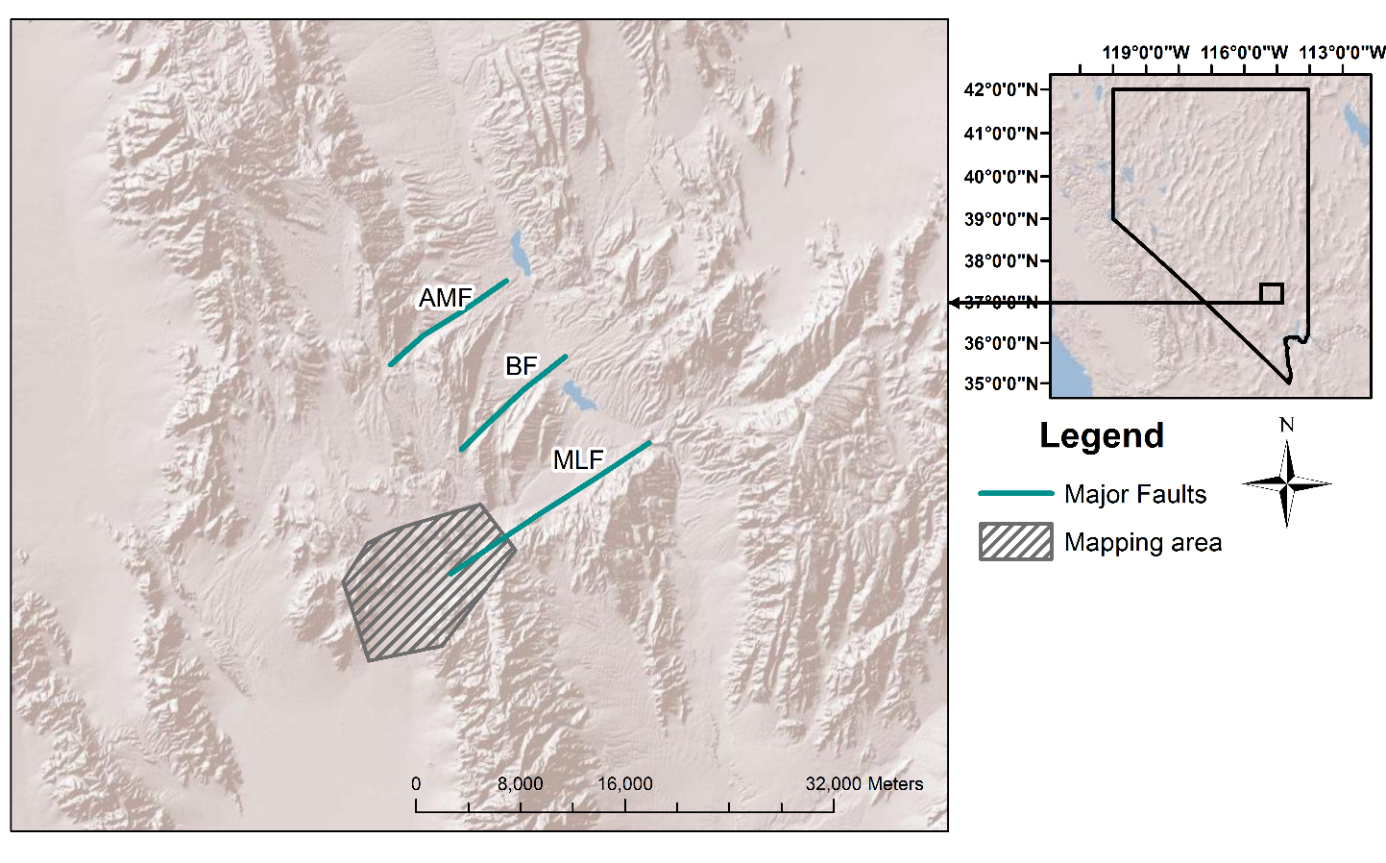 AMF
BF
MLF
0 8,000 16,000 32,000 Meters
119°0'0"W 116°0'0"W 113°0'0"W
42°0'0"N
41°0'0"N
40°0'0"N
39°0'0"N
38°0'0"N
37°0'0"N
36°0'0"N
35°0'0"N
Legend
N
Major Faults
Mapping area